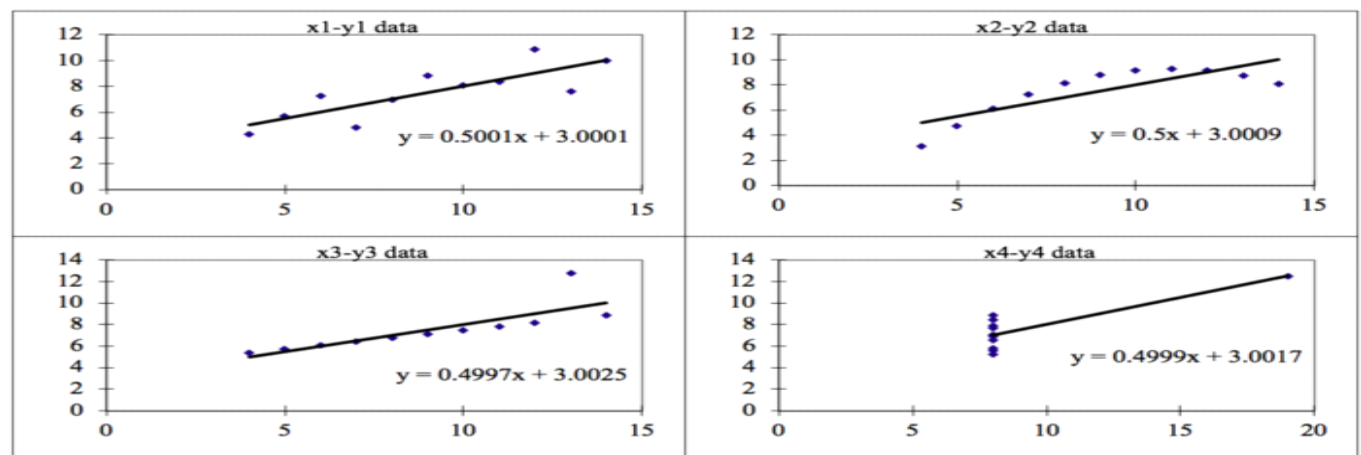 x1-y1 data
12
10
8
6
4
2
0
y = 0.5001x + 3.0001
0 5 10 15
x2-y2 data
12
10
8
6
4
2
0
y = 0.5x + 3.0009
0 5 10 15
x3-y3 data
14
12
10
8
6
4
2
0
y = 0.4997x + 3.0025
0 5 10 15
x4-y4 data
14
12
10
8
6
4
2
0
y = 0.4999x + 3.0017
0 5 10 15 20